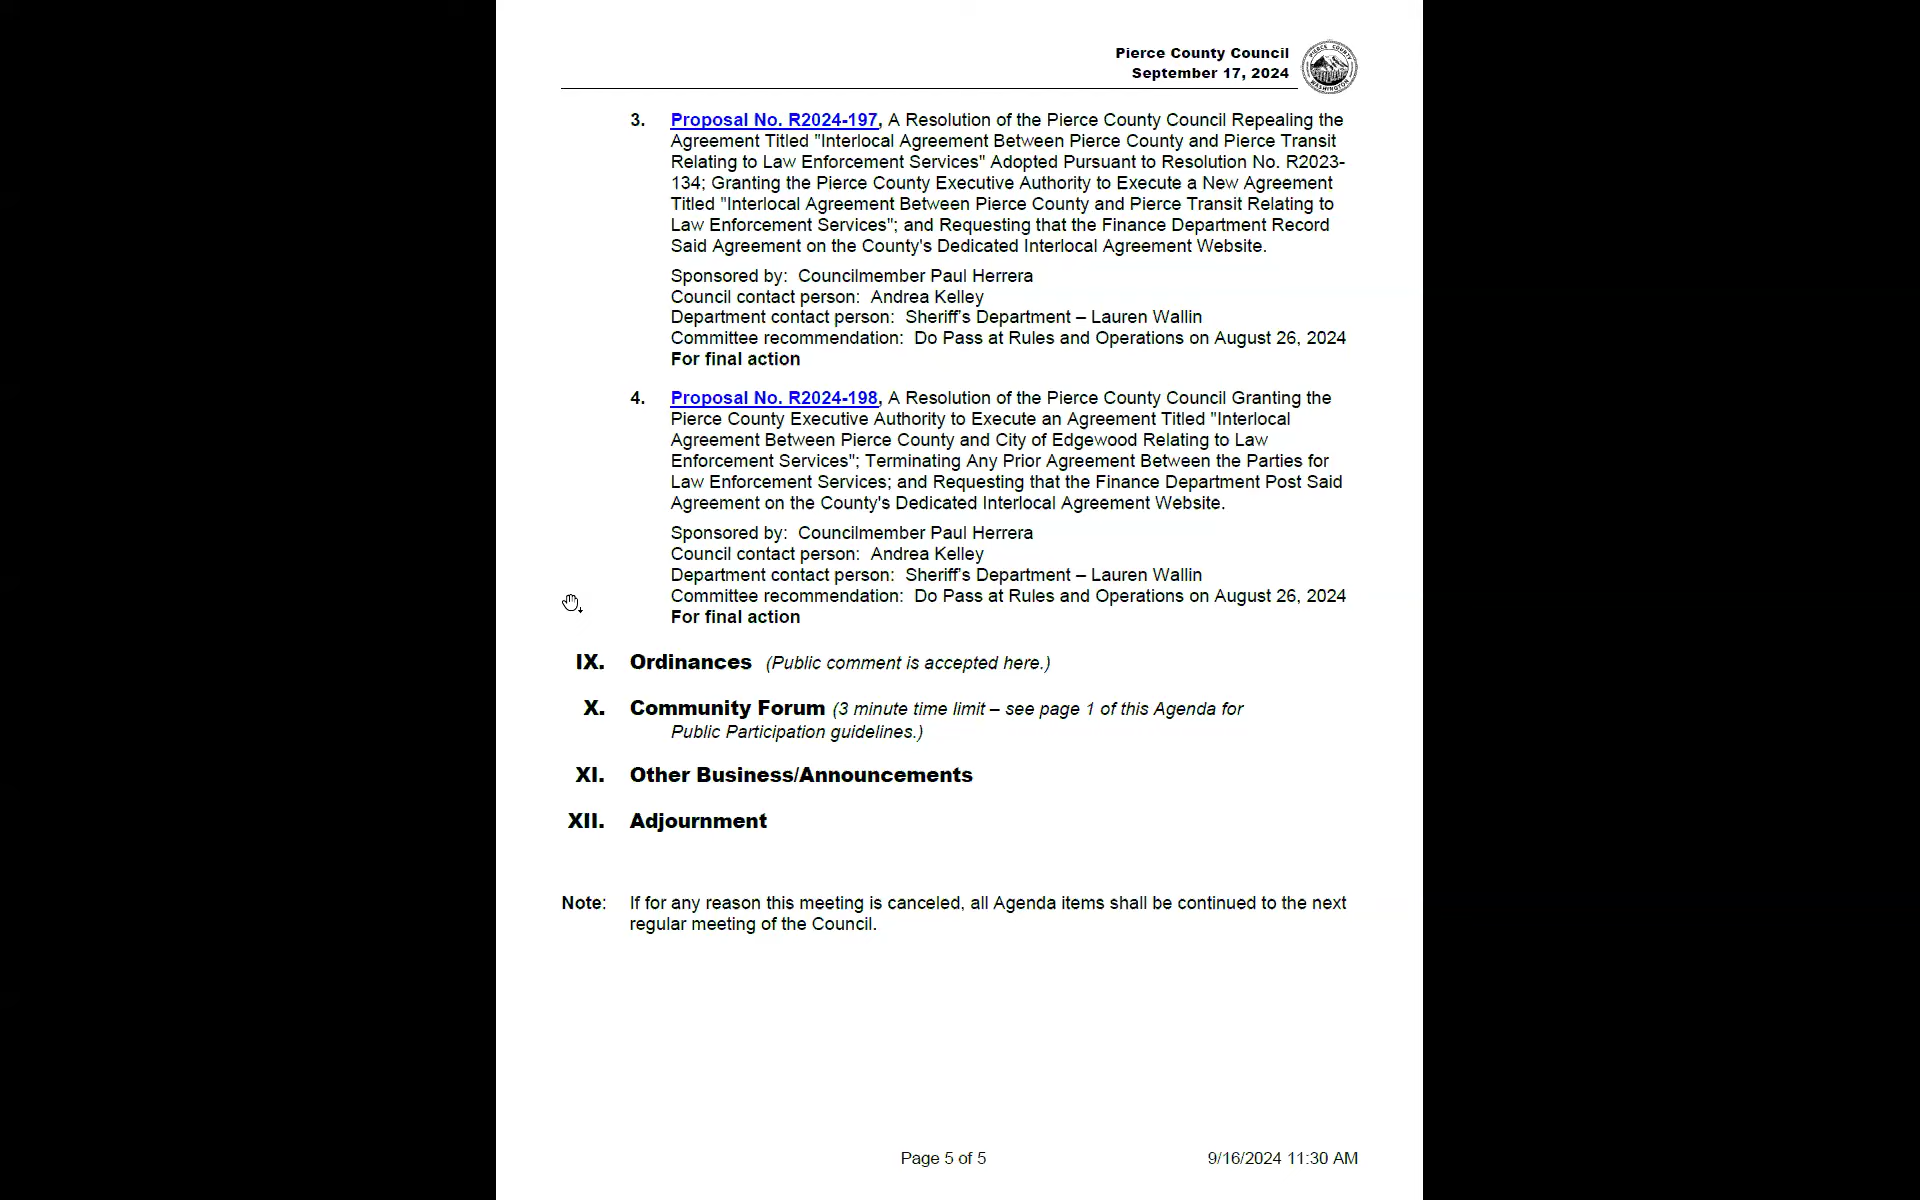 Pierce County Council
September 17, 2024
PIERCE COUNTY
WASHINGTON
3. Proposal No. R2024-197, A Resolution of the Pierce County Council Repealing the
Agreement Titled "Interlocal Agreement Between Pierce County and Pierce Transit
Relating to Law Enforcement Services" Adopted Pursuant to Resolution No. R2023-
134; Granting the Pierce County Executive Authority to Execute a New Agreement
Titled "Interlocal Agreement Between Pierce County and Pierce Transit Relating to
Law Enforcement Services"; and Requesting that the Finance Department Record
Said Agreement on the County's Dedicated Interlocal Agreement Website.
Sponsored by: Councilmember Paul Herrera
Council contact person: Andrea Kelley
Department contact person: Sheriff's Department – Lauren Wallin
Committee recommendation: Do Pass at Rules and Operations on August 26, 2024
For final action
4. Proposal No. R2024-198, A Resolution of the Pierce County Council Granting the
Pierce County Executive Authority to Execute an Agreement Titled "Interlocal
Agreement Between Pierce County and City of Edgewood Relating to Law
Enforcement Services"; Terminating Any Prior Agreement Between the Parties for
Law Enforcement Services; and Requesting that the Finance Department Post Said
Agreement on the County's Dedicated Interlocal Agreement Website.
Sponsored by: Councilmember Paul Herrera
Council contact person: Andrea Kelley
Department contact person: Sheriff's Department – Lauren Wallin
Committee recommendation: Do Pass at Rules and Operations on August 26, 2024
For final action
IX. Ordinances (Public comment is accepted here.)
X. Community Forum (3 minute time limit – see page 1 of this Agenda for
Public Participation guidelines.)
XI. Other Business/Announcements
XII. Adjournment
Note: If for any reason this meeting is canceled, all Agenda items shall be continued to the next
regular meeting of the Council.
Page 5 of 5
9/16/2024 11:30 AM